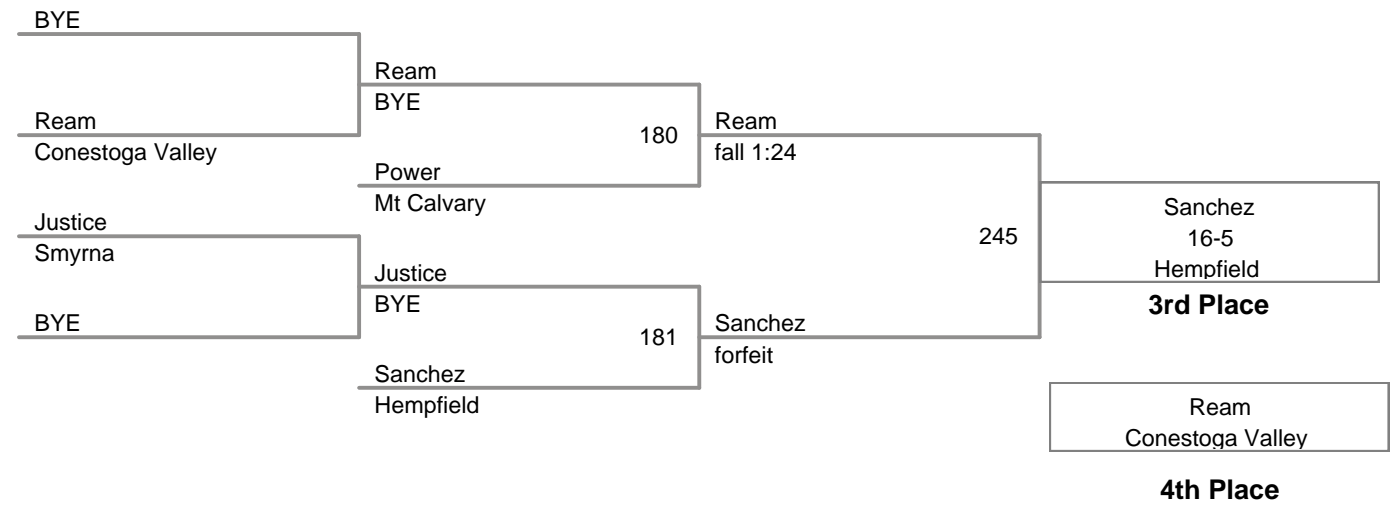 BYE
Ream
BYE
Ream
Conestoga Valley
180
Ream
fall 1:24
Power
Mt Calvary
Justice
Smyrna
245
Sanchez
16-5
Hempfield
3rd Place
Justice
BYE
BYE
181
Sanchez
forfeit
Sanchez
Hempfield
Ream
Conestoga Valley
4th Place